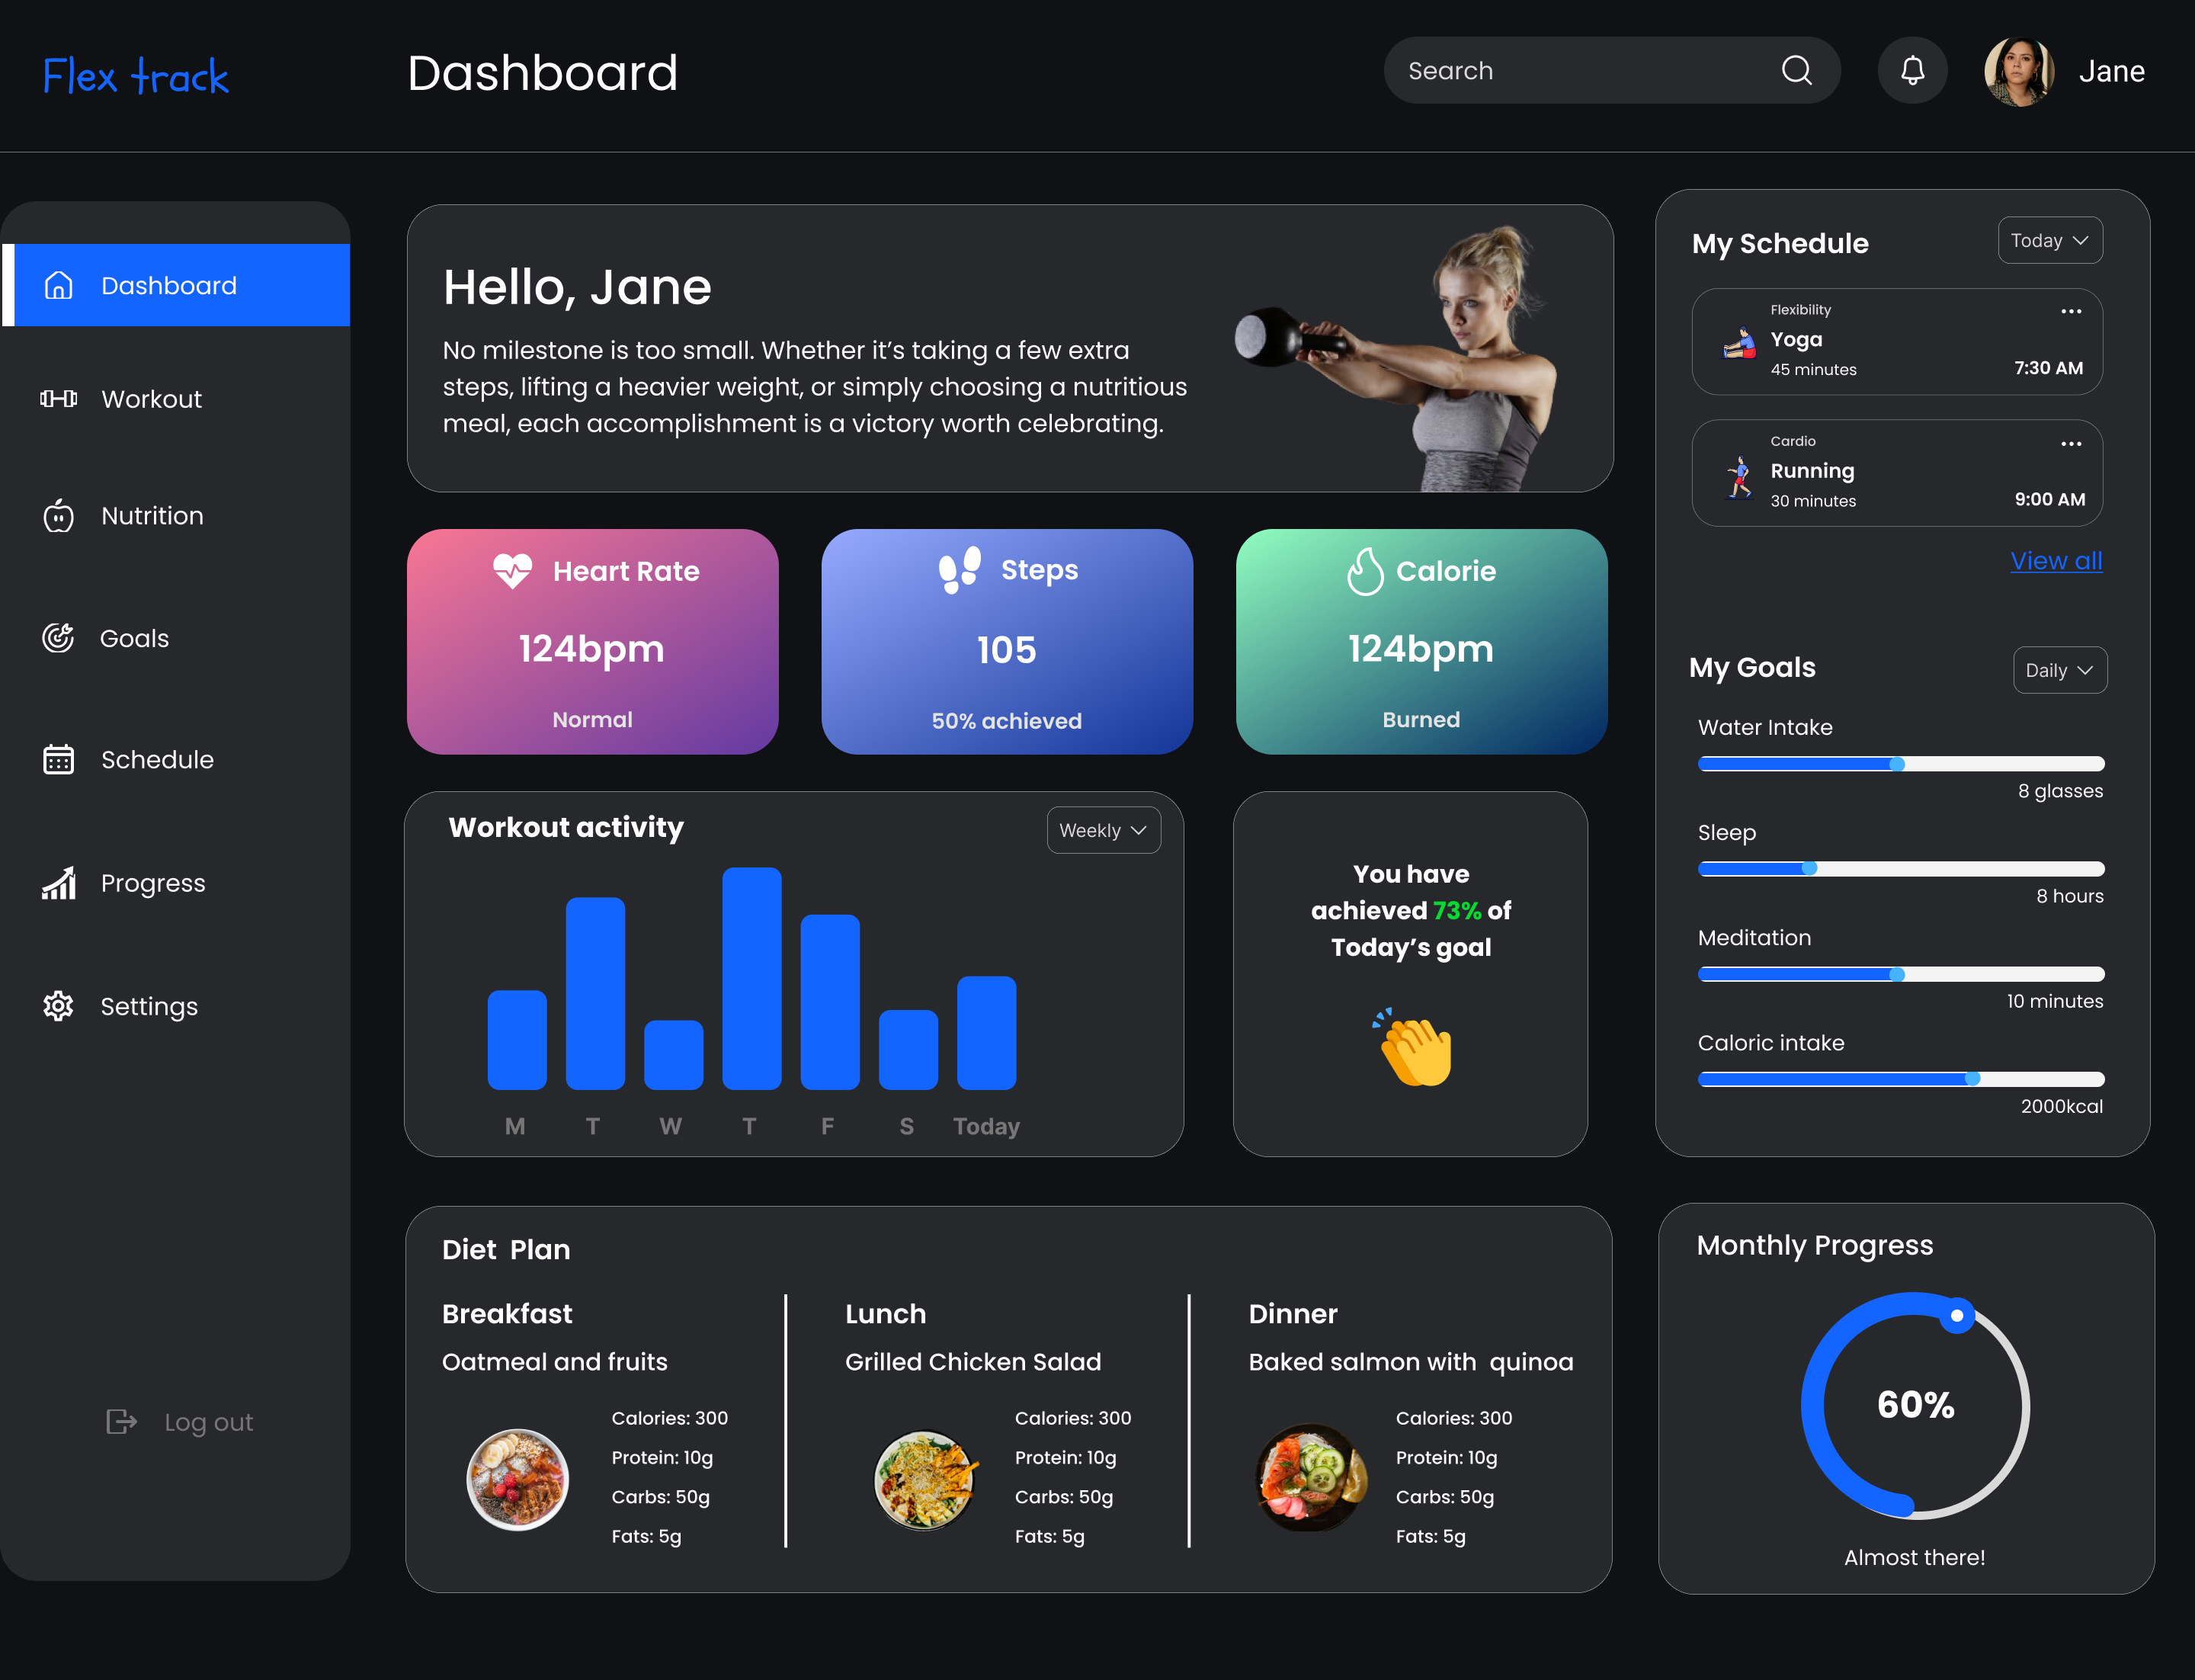 Flex track
Dashboard
Search
Jane
Dashboard
Workout
Nutrition
Goals
Schedule
Progress
Settings
Log out
Hello, Jane
No milestone is too small. Whether it’s taking a few extra
steps, lifting a heavier weight, or simply choosing a nutritious
meal, each accomplishment is a victory worth celebrating.
Heart Rate
124bpm
Normal
Steps
105
50% achieved
Calorie
124bpm
Burned
Workout activity
Weekly
M T W T F S Today
You have
achieved 73% of
Today’s goal
My Schedule
Today
Flexibility
Yoga
45 minutes
7:30 AM
Cardio
Running
30 minutes
9:00 AM
View all
My Goals
Daily
Water Intake
8 glasses
Sleep
8 hours
Meditation
10 minutes
Caloric intake
2000kcal
Diet Plan
Breakfast
Oatmeal and fruits
Calories: 300
Protein: 10g
Carbs: 50g
Fats: 5g
Lunch
Grilled Chicken Salad
Calories: 300
Protein: 10g
Carbs: 50g
Fats: 5g
Dinner
Baked salmon with quinoa
Calories: 300
Protein: 10g
Carbs: 50g
Fats: 5g
Monthly Progress
60%
Almost there!